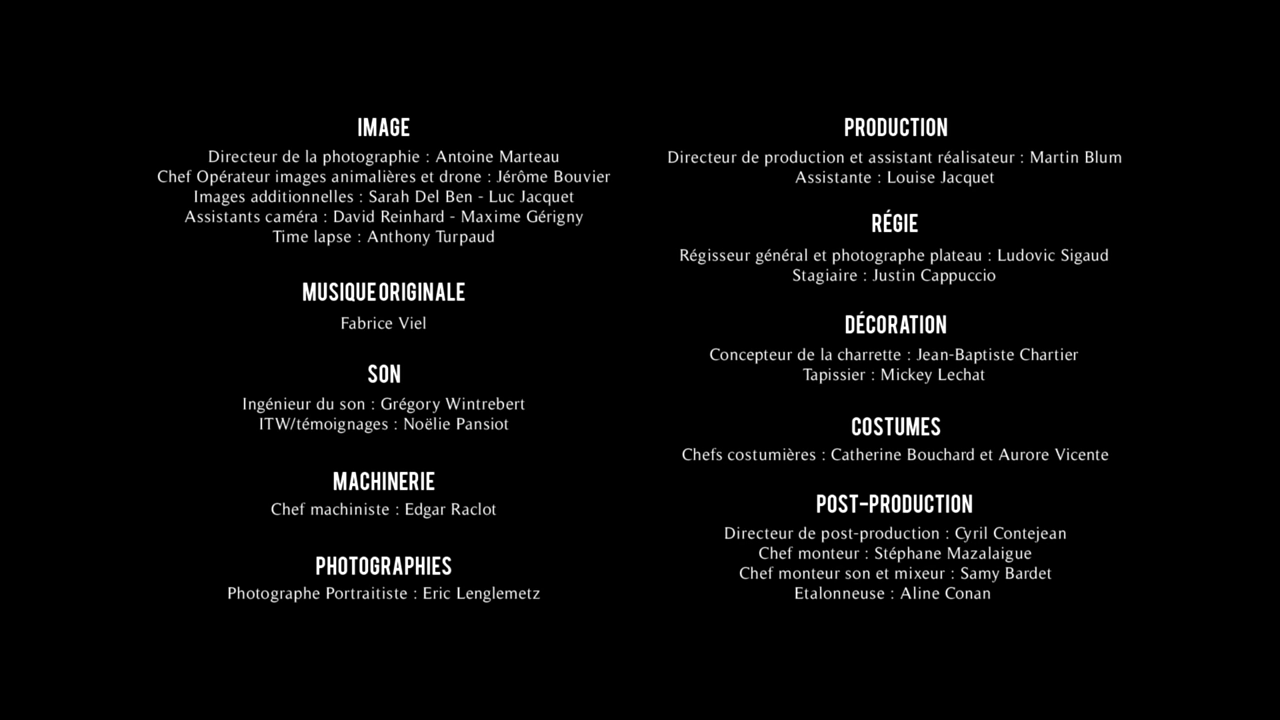 IMAGE
Directeur de la photographie : Antoine Marteau
Chef Opérateur images animalières et drone : Jérôme Bouvier
Images additionnelles : Sarah Del Ben - Luc Jacquet
Assistants caméra : David Reinhard - Maxime Gérigny
Time lapse : Anthony Turpaud
MUSIQUE ORIGINALE
Fabrice Viel
SON
Ingénieur du son : Grégory Wintrebert
ITW/témoignages : Noëlie Pansiot
MACHINERIE
Chef machiniste : Edgar Raclot
PHOTOGRAPHIES
Photographe Portraitiste : Eric Lenglemetz
PRODUCTION
Directeur de production et assistant réalisateur : Martin Blum
Assistante : Louise Jacquet
RÉGIE
Régisseur général et photographe plateau : Ludovic Sigaud
Stagiaire : Justin Cappuccio
DÉCORATION
Concepteur de la charrette : Jean-Baptiste Chartier
Tapissier : Mickey Lechat
COSTUMES
Chefs costumières : Catherine Bouchard et Aurore Vicente
POST-PRODUCTION
Directeur de post-production : Cyril Contejean
Chef monteur : Stéphane Mazalaigue
Chef monteur son et mixeur : Samy Bardet
Etalonneuse : Aline Conan